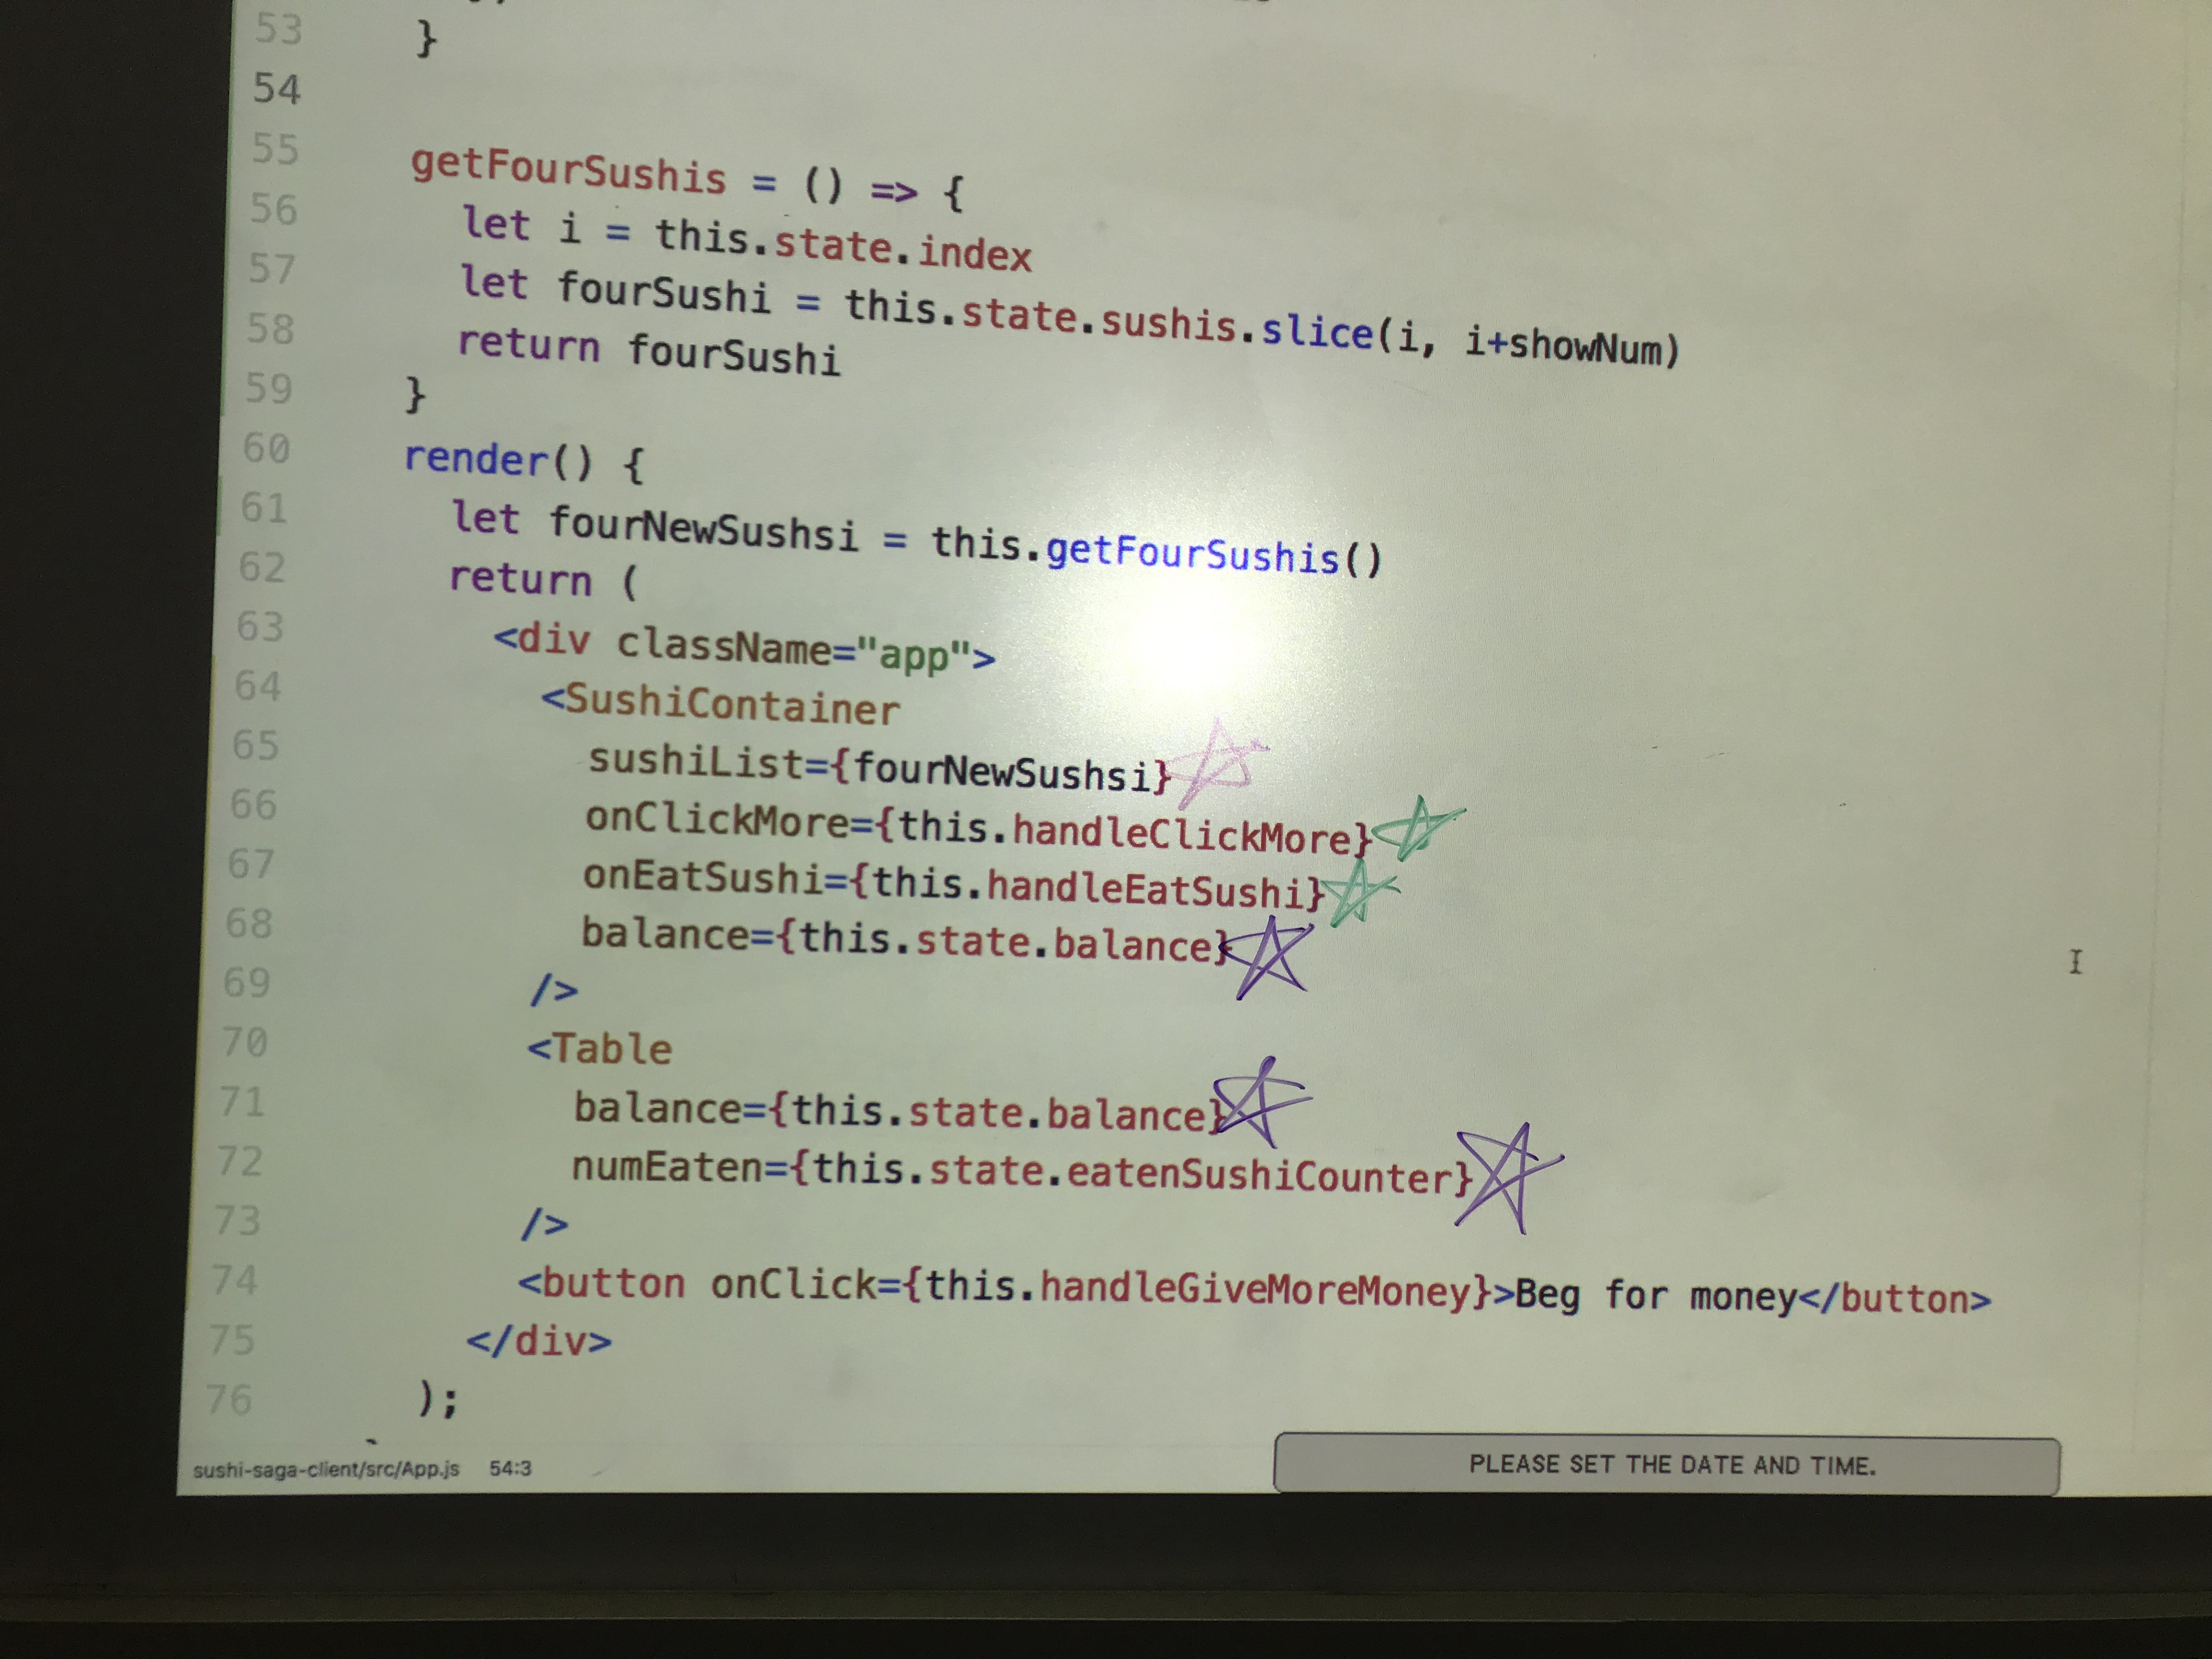 53 }
54
55 getFourSushis = () => {
56 let i = this.state.index
57 let fourSushi = this.state.sushis.slice(i, i+showNum)
58 return fourSushi
59 }
60 render() {
61 let fourNewSushsi = this.getFourSushis()
62 return (
63 <div className="app">
64 <SushiContainer
65 sushiList={fourNewSushsi}
66 onClickMore={this.handleClickMore}
67 onEatSushi={this.handleEatSushi}
68 balance={this.state.balance}
69 />
70 <Table
71 balance={this.state.balance}
72 numEaten={this.state.eatenSushiCounter}
73 />
74 <button onClick={this.handleGiveMoreMoney}>Beg for money</button>
75 </div>
76 );
sushi-saga-client/src/App.js 54:3
PLEASE SET THE DATE AND TIME.